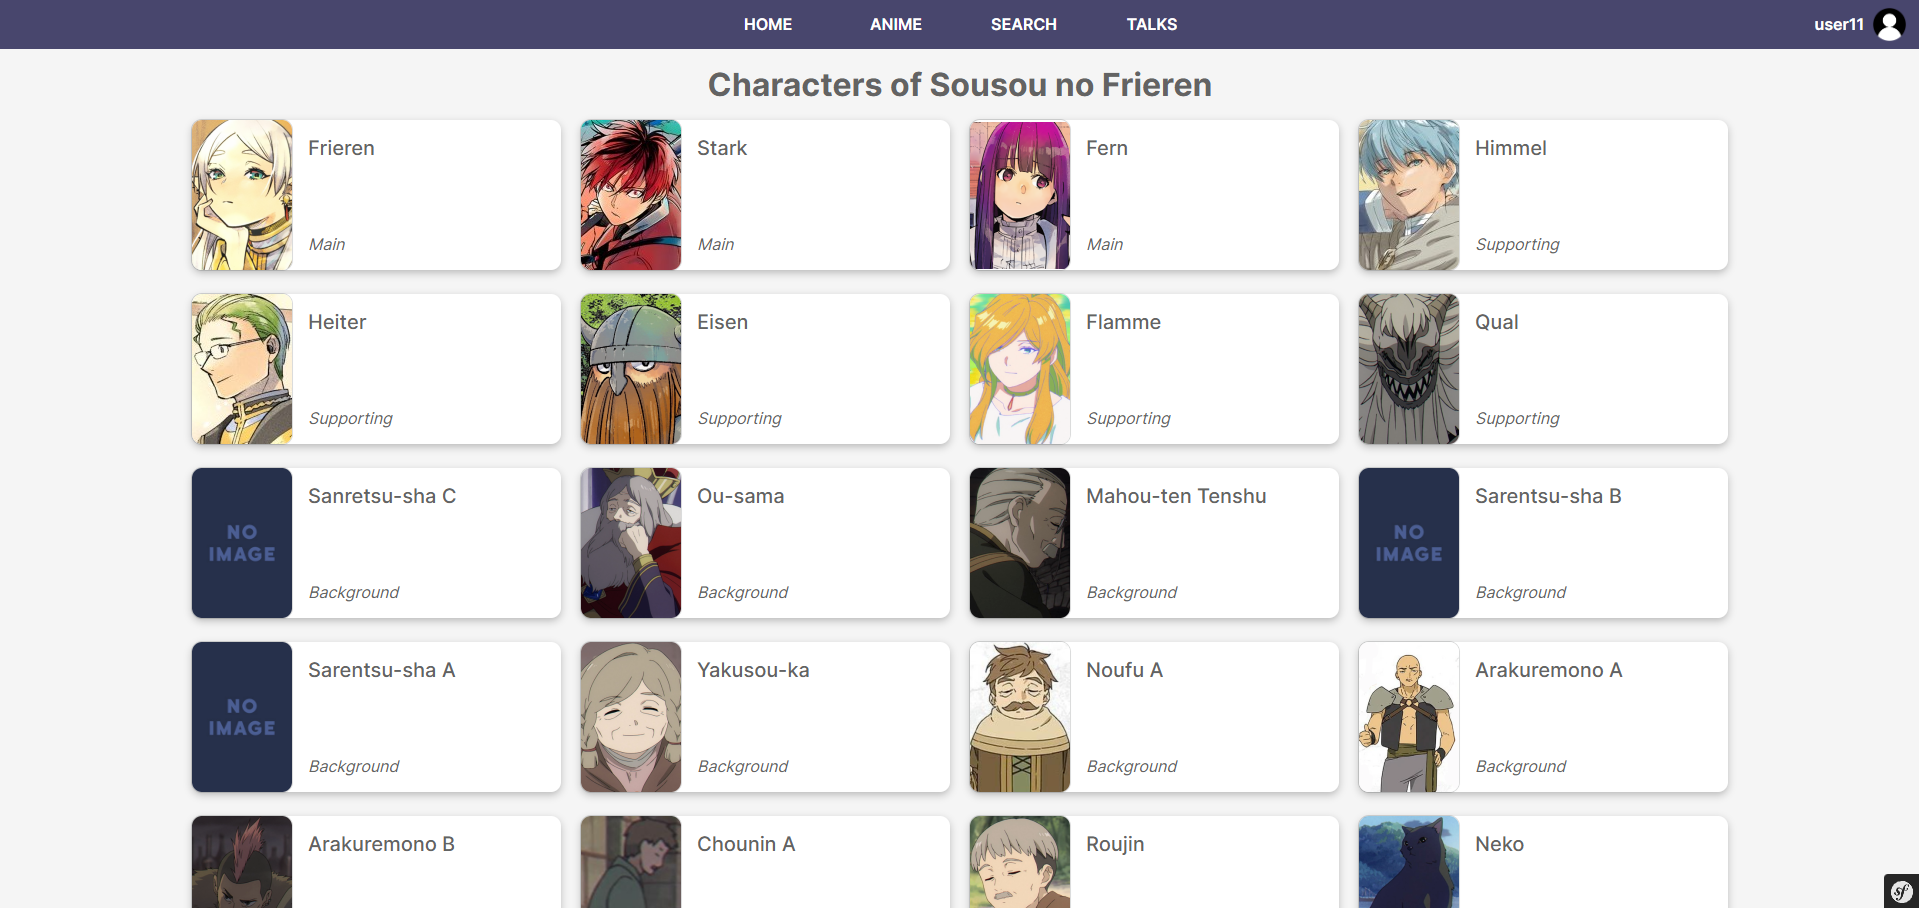 HOME ANIME SEARCH TALKS user11
Characters of Sousou no Frieren
Frieren
Main
Stark
Main
Fern
Main
Himmel
Supporting
Heiter
Supporting
Eisen
Supporting
Flamme
Supporting
Qual
Supporting
NO
IMAGE
Sanretsu-sha C
Background
Ou-sama
Background
Mahou-ten Tenshu
Background
NO
IMAGE
Sarentsu-sha B
Background
NO
IMAGE
Sarentsu-sha A
Background
Yakusou-ka
Background
Noufu A
Background
Arakuremono A
Background
Arakuremono B
Chounin A
Roujin
Neko
sf